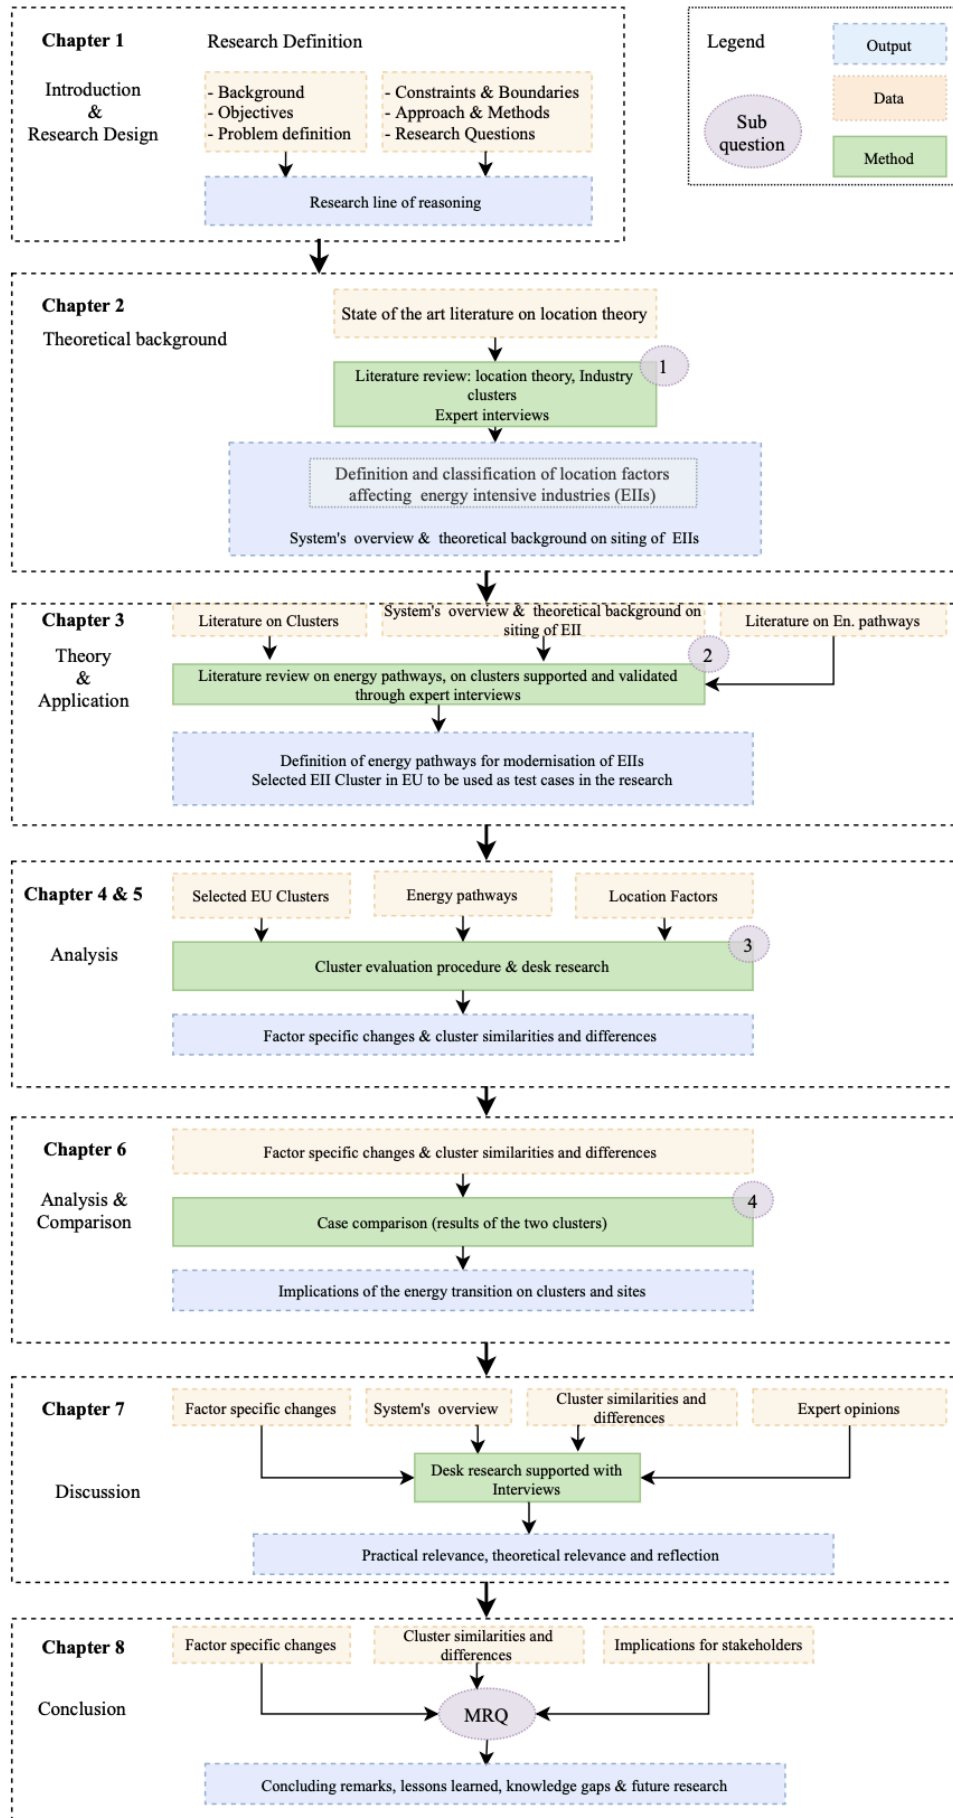 Chapter 1
Research Definition
Introduction
&
Research Design
- Background
- Objectives
- Problem definition
- Constraints & Boundaries
- Approach & Methods
- Research Questions
Research line of reasoning
Legend
Output
Data
Sub
question
Method
Chapter 2
Theoretical background
State of the art literature on location theory
1
Literature review: location theory, Industry
clusters
Expert interviews
Definition and classification of location factors
affecting energy intensive industries (EIIs)
System's overview & theoretical background on siting of EIIs
Chapter 3
Theory
&
Application
Literature on Clusters
System's overview & theoretical background on
siting of EII
Literature on En. pathways
2
Literature review on energy pathways, on clusters supported and validated
through expert interviews
Definition of energy pathways for modernisation of EIIs
Selected EII Cluster in EU to be used as test cases in the research
Chapter 4 & 5
Analysis
Selected EU Clusters
Energy pathways
Location Factors
3
Cluster evaluation procedure & desk research
Factor specific changes & cluster similarities and differences
Chapter 6
Analysis &
Comparison
Factor specific changes & cluster similarities and differences
4
Case comparison (results of the two clusters)
Implications of the energy transition on clusters and sites
Chapter 7
Discussion
Factor specific changes
System's overview
Cluster similarities and
differences
Expert opinions
Desk research supported with
Interviews
Practical relevance, theoretical relevance and reflection
Chapter 8
Conclusion
Factor specific changes
Cluster similarities and
differences
Implications for stakeholders
MRQ
Concluding remarks, lessons learned, knowledge gaps & future research